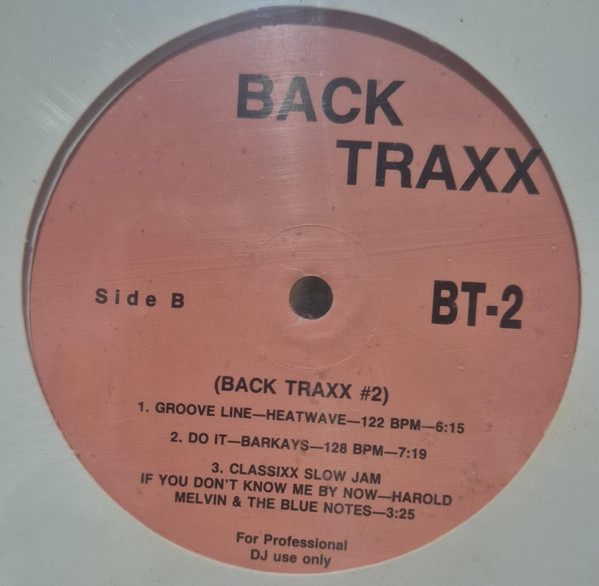 BACK
TRAXX
Side B
BT-2
(BACK TRAXX #2)
1. GROOVE LINE—HEATWAVE—122 BPM—6:15
2. DO IT—BARKAYS—128 BPM—7:19
3. CLASSIXX SLOW JAM
IF YOU DON'T KNOW ME BY NOW—HAROLD
MELVIN & THE BLUE NOTES—3:25
For Professional
DJ use only